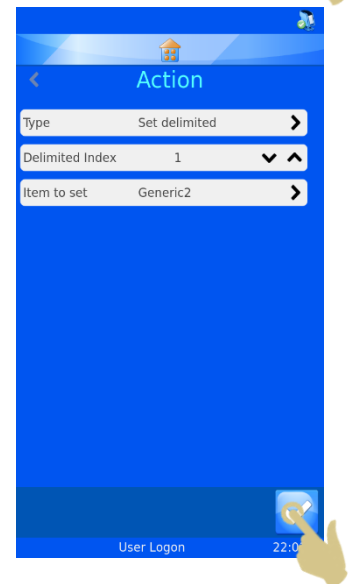 Action
Type Set delimited
Delimited Index 1
Item to set Generic2
User Logon